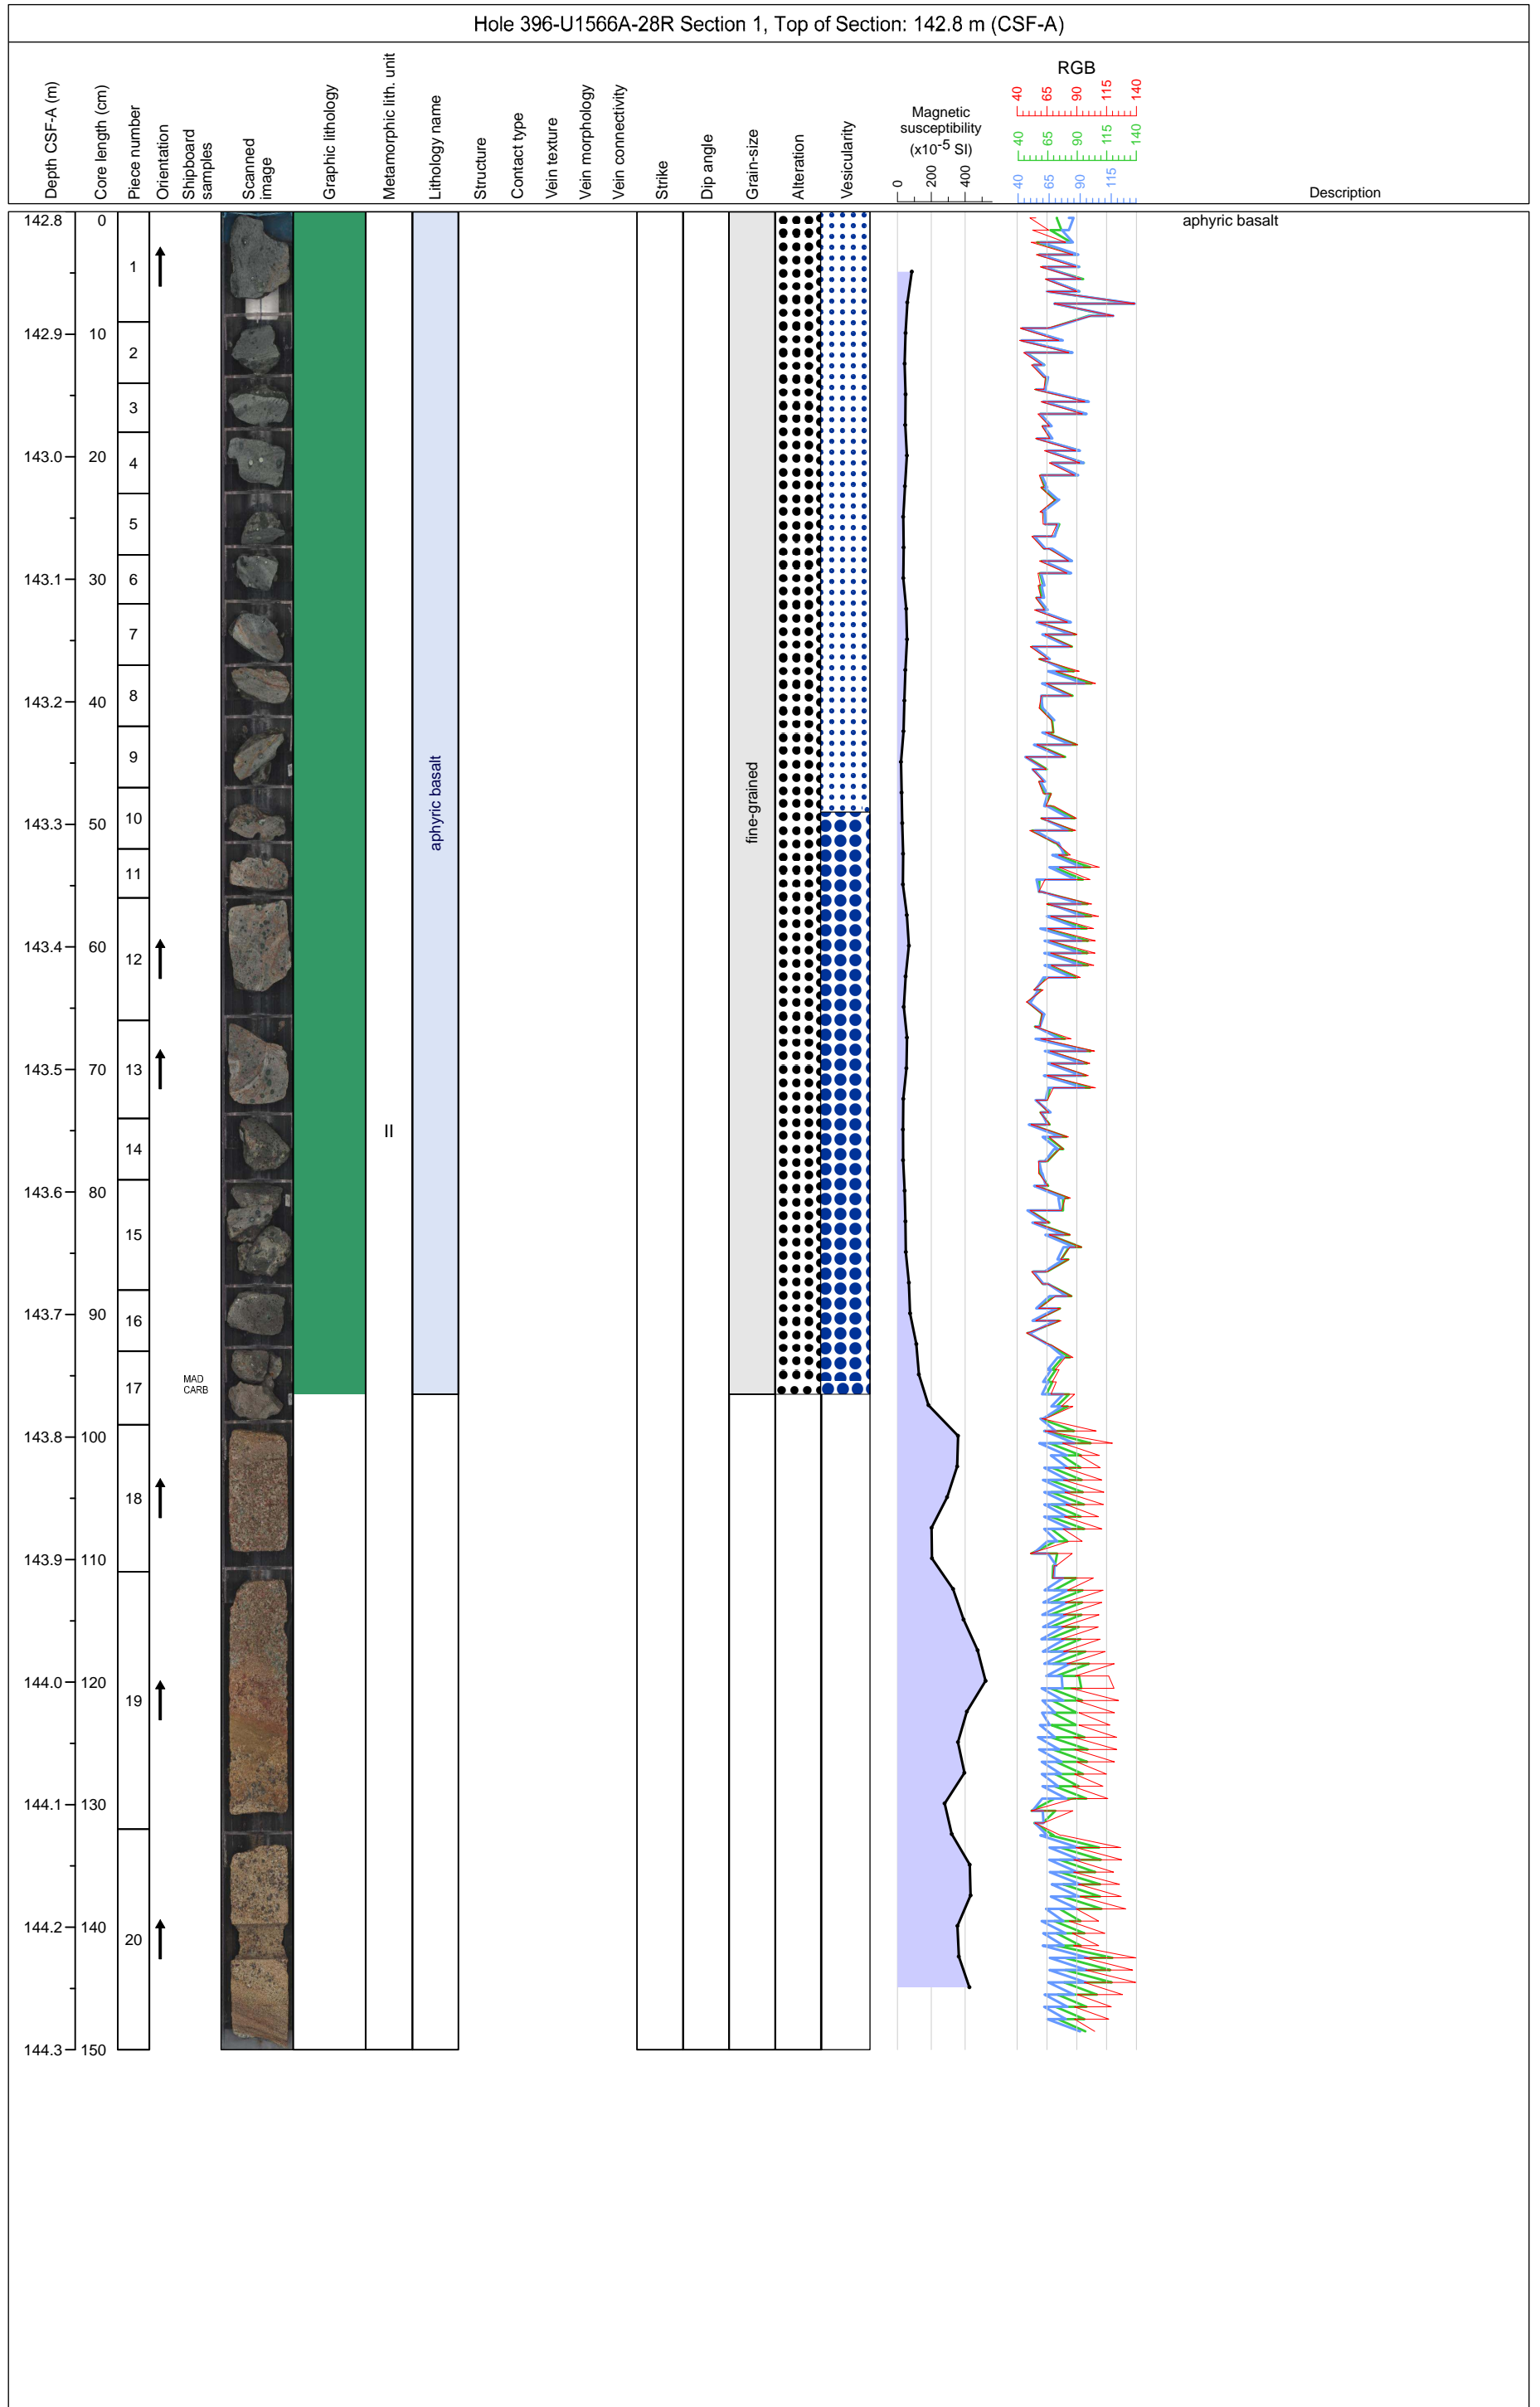 Hole 396-U1566A-28R Section 1, Top of Section: 142.8 m (CSF-A)
Depth CSF-A (m)
Core length (cm)
Piece number
Orientation
Shipboard
samples
Scanned
image
Graphic lithology
Metamorphic lith. unit
Lithology name
Structure
Contact type
Vein texture
Vein morphology
Vein connectivity
Strike
Dip angle
Grain-size
Alteration
Vesicularity
Magnetic
susceptibility
(x10-5 SI)
0 200 400
RGB
40 65 90 115 140
40 65 90 115 140
40 65 90 115
Description
142.8 0
aphyric basalt
1
142.9 10
2
3
143.0 20
4
5
143.1 30
6
7
8
143.2 40
9
10
143.3 50
aphyric basalt
fine-grained
11
143.4 60
12
143.5 70
13
II
14
143.6 80
15
143.7 90
16
17
MAD
CARB
143.8 100
18
143.9 110
144.0 120
19
144.1 130
144.2 140
20
144.3 150